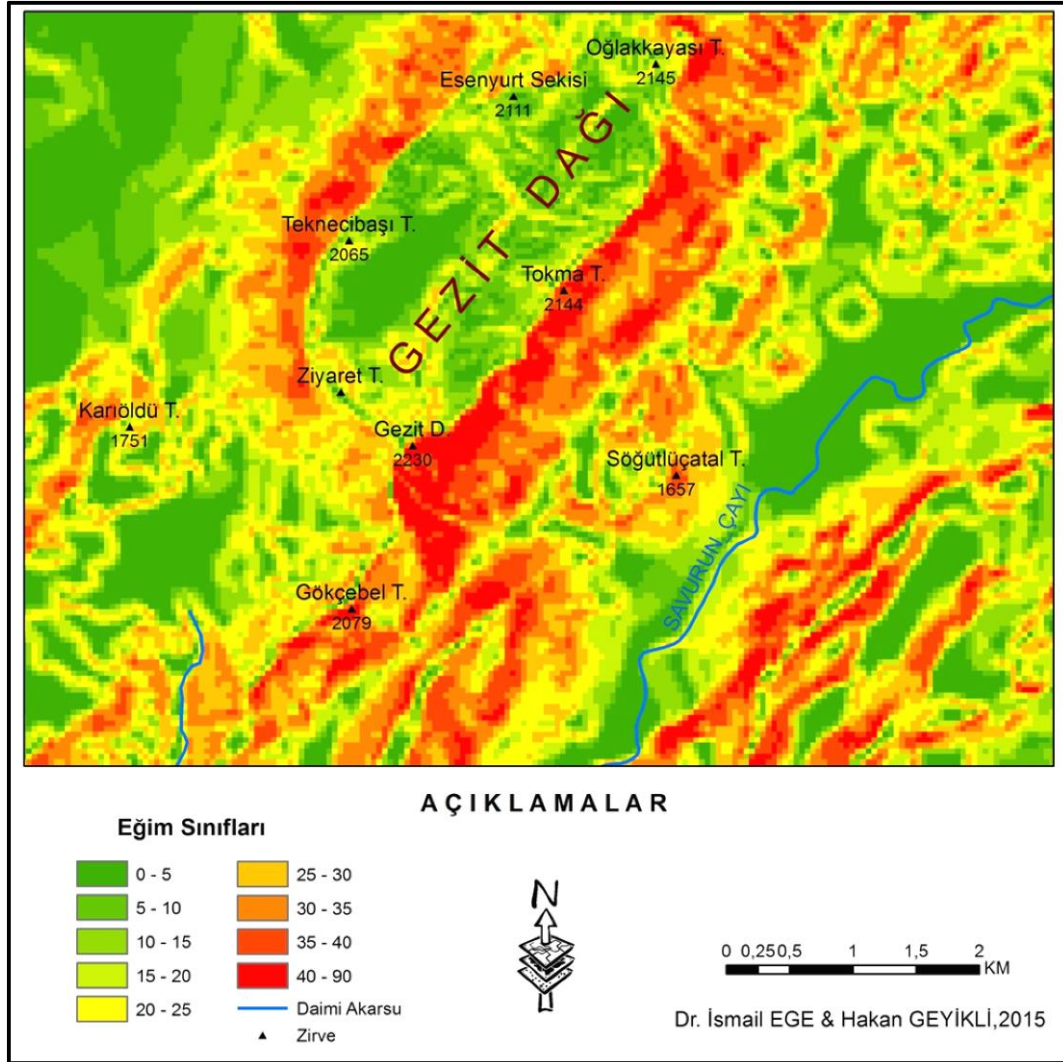 Oğlakkayası T.
2145
Esenyurt Sekisi
2111
GEZİT DAĞI
Teknecibaşı T.
2065
Tokma T.
2144
Ziyaret T.
Karıöldü T.
1751
Gezit D.
2230
Söğütlüçatal T.
1657
SAVURUN ÇAYI
Gökçebel T.
2079
AÇIKLAMALAR
Eğim Sınıfları
0 - 5
5 - 10
10 - 15
15 - 20
20 - 25
25 - 30
30 - 35
35 - 40
40 - 90
Daimi Akarsu
Zirve
N
0 0,25 0,5 1 1,5 2
KM
Dr. İsmail EGE & Hakan GEYİKLİ,2015